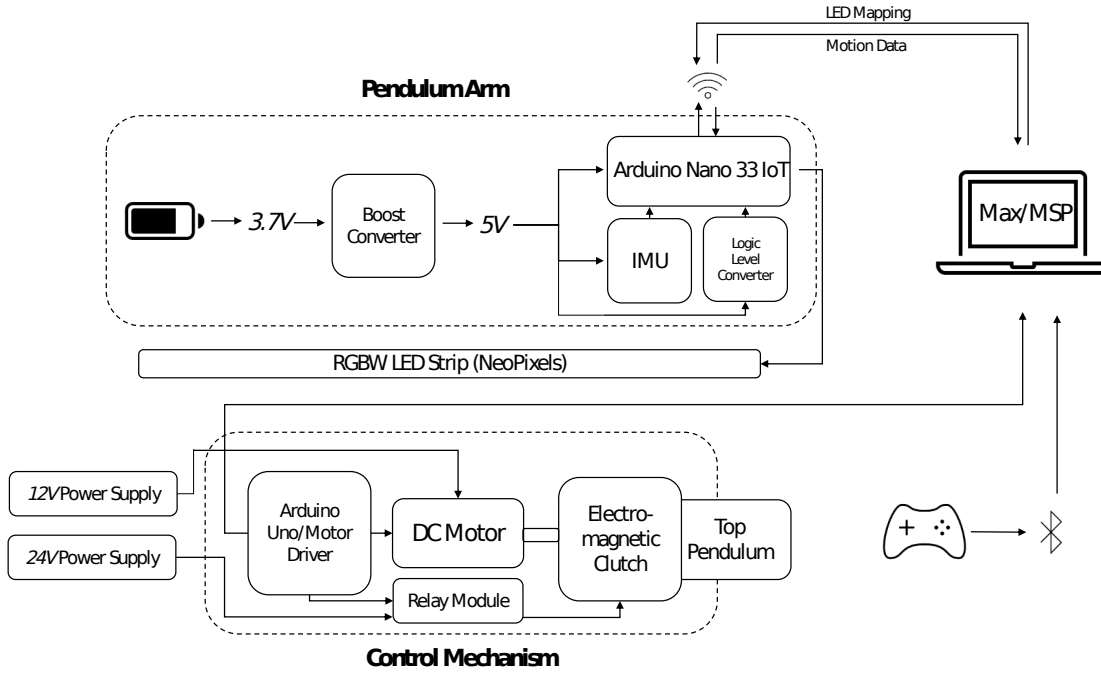 LED Mapping
Motion Data
Pendulum Arm
Arduino Nano 33 IoT
3.7V
Boost
Converter
5V
IMU
Logic
Level
Converter
Max/MSP
RGBW LED Strip (NeoPixels)
12V Power Supply
24V Power Supply
Arduino
Uno/Motor
Driver
DC Motor
Electro-
magnetic
Clutch
Top
Pendulum
Relay Module
Control Mechanism